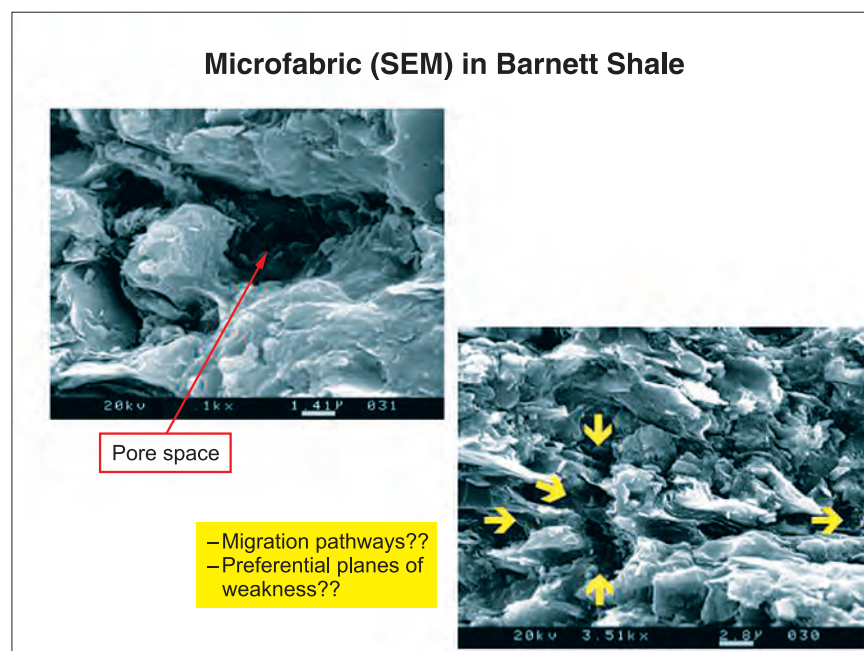 Microfabric (SEM) in Barnett Shale
20kv .1kx 1.41µ 031
Pore space
–Migration pathways??
–Preferential planes of
weakness??
20kv 3.51kx 2.8µ 030